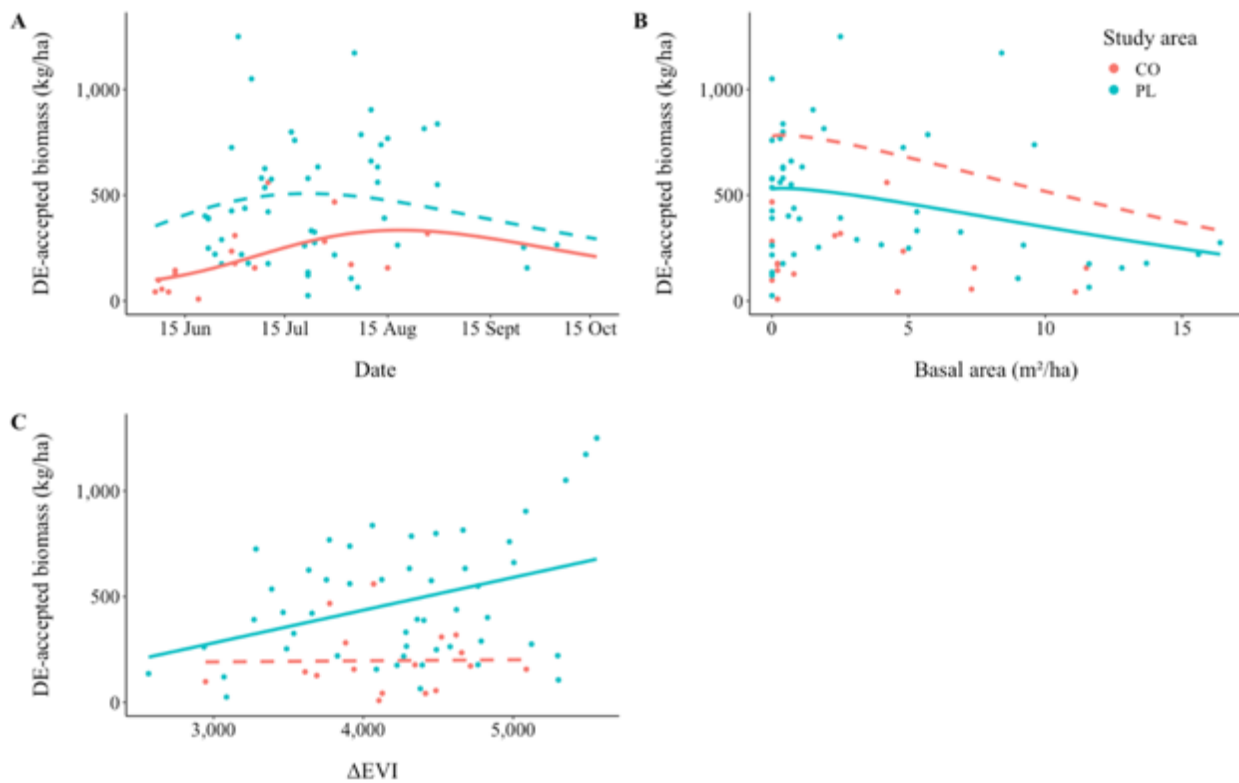 A
DE-accepted biomass (kg/ha)
1,000
500
0
15 Jun
15 Jul
15 Aug
15 Sept
15 Oct
Date
B
DE-accepted biomass (kg/ha)
1,000
500
0
0
5
10
15
Basal area (m²/ha)
Study area
CO
PL
C
DE-accepted biomass (kg/ha)
1,000
500
0
3,000
4,000
5,000
ΔEVI